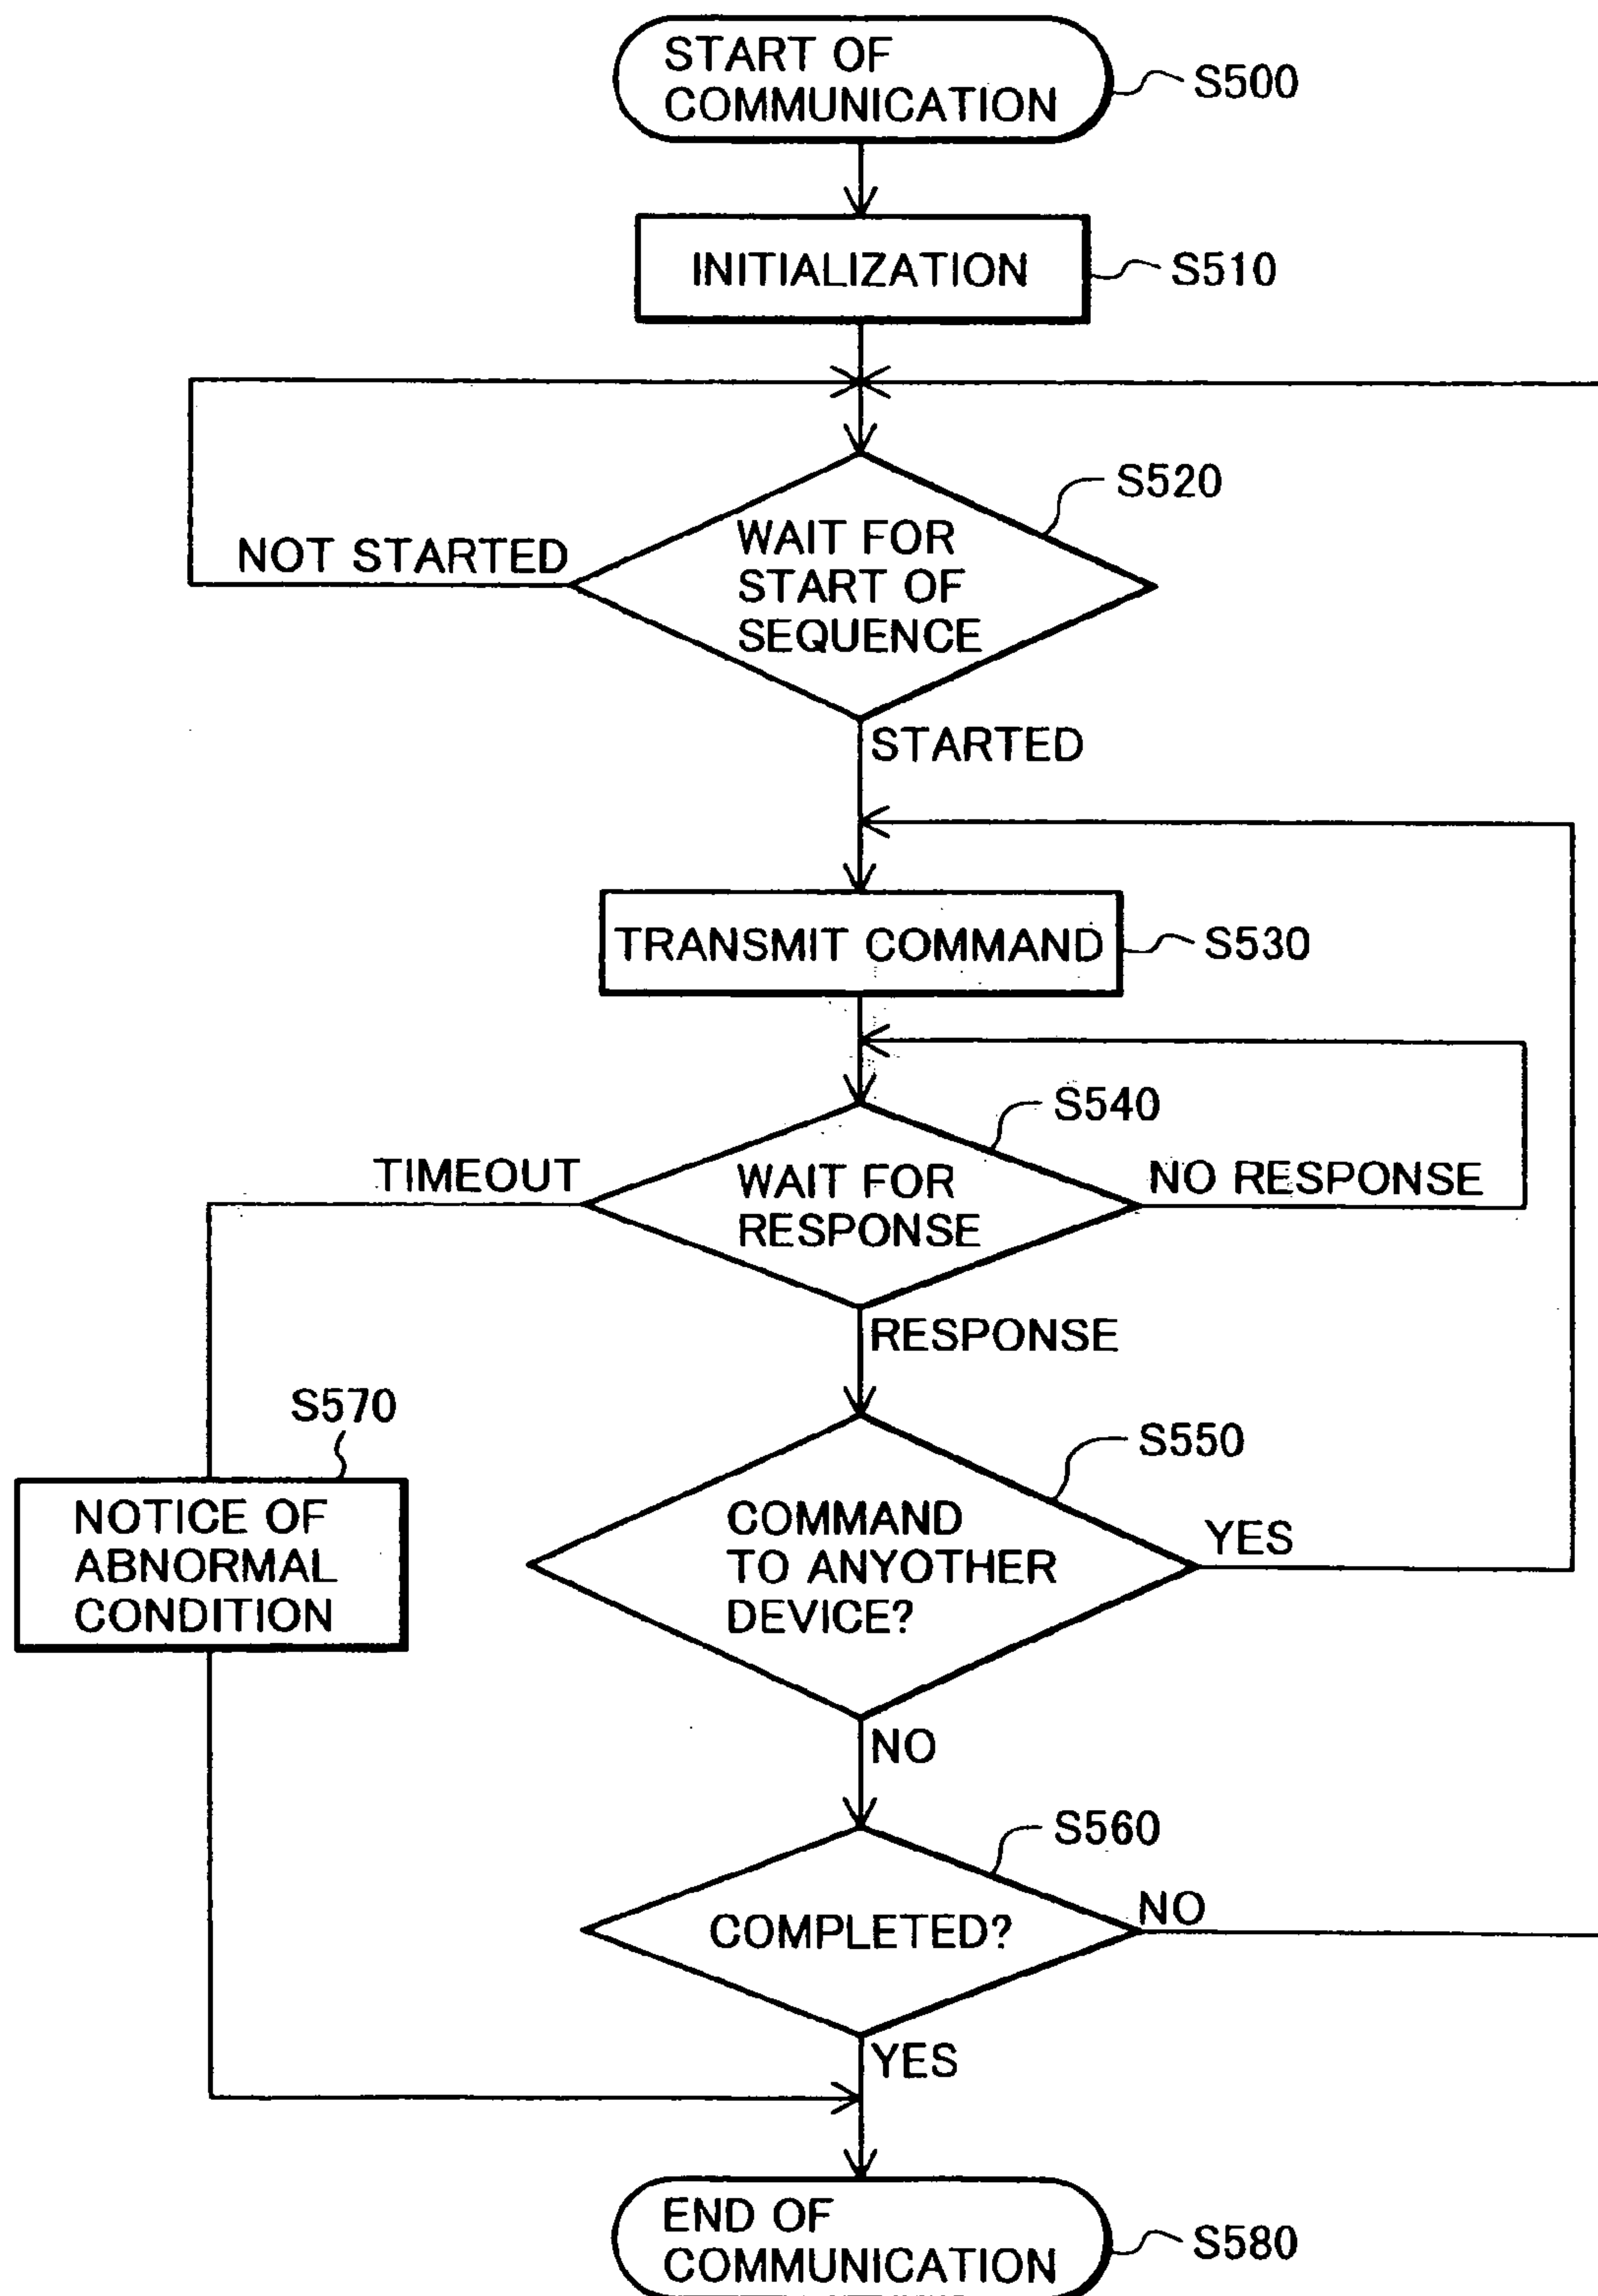 START OF
COMMUNICATION
S500
INITIALIZATION
S510
S520
WAIT FOR
START OF
SEQUENCE
NOT STARTED
STARTED
TRANSMIT COMMAND
S530
S540
TIMEOUT
WAIT FOR
RESPONSE
NO RESPONSE
RESPONSE
S570
NOTICE OF
ABNORMAL
CONDITION
S550
COMMAND
TO ANYOTHER
DEVICE?
YES
NO
S560
COMPLETED?
NO
YES
END OF
COMMUNICATION
S580